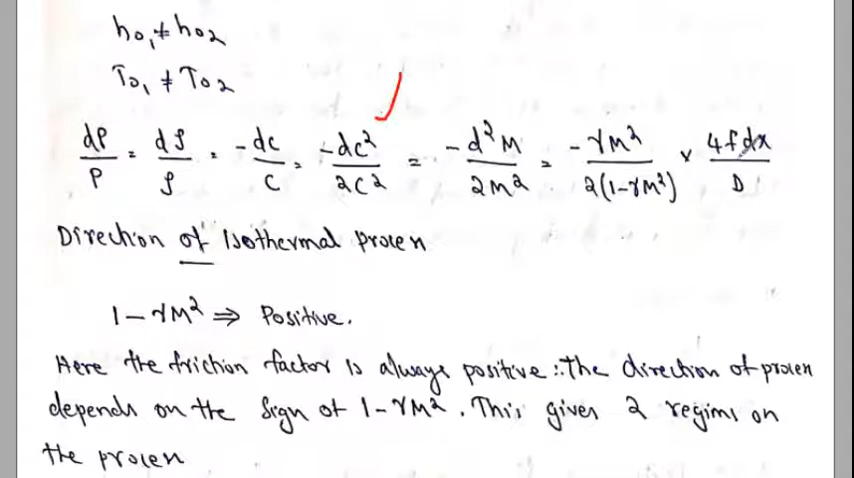 h₀₁ ≠ h₀₂
T₀₁ ≠ T₀₂
dP/P = dρ/ρ = -dc/c = -dc²/2c² = -d²M/2M² = -γM²/2(1-γM²) × 4fdx/D
Direction of Isothermal process
1-γM² ⇒ Positive.
Here the friction factor is always positive ∴ The direction of process
depends on the sign of 1-γM². This gives 2 regims on
the process